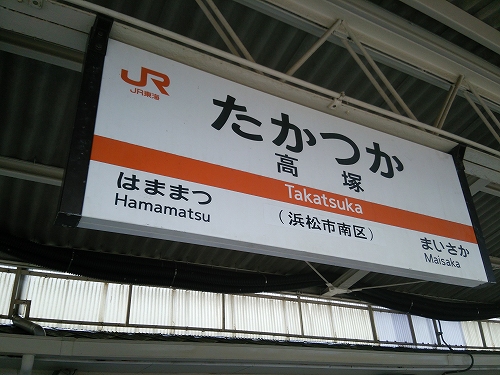 JR
JR東海
たかつか
高塚
Takatsuka
はままつ
Hamamatsu
(浜松市南区)
まいさか
Maisaka